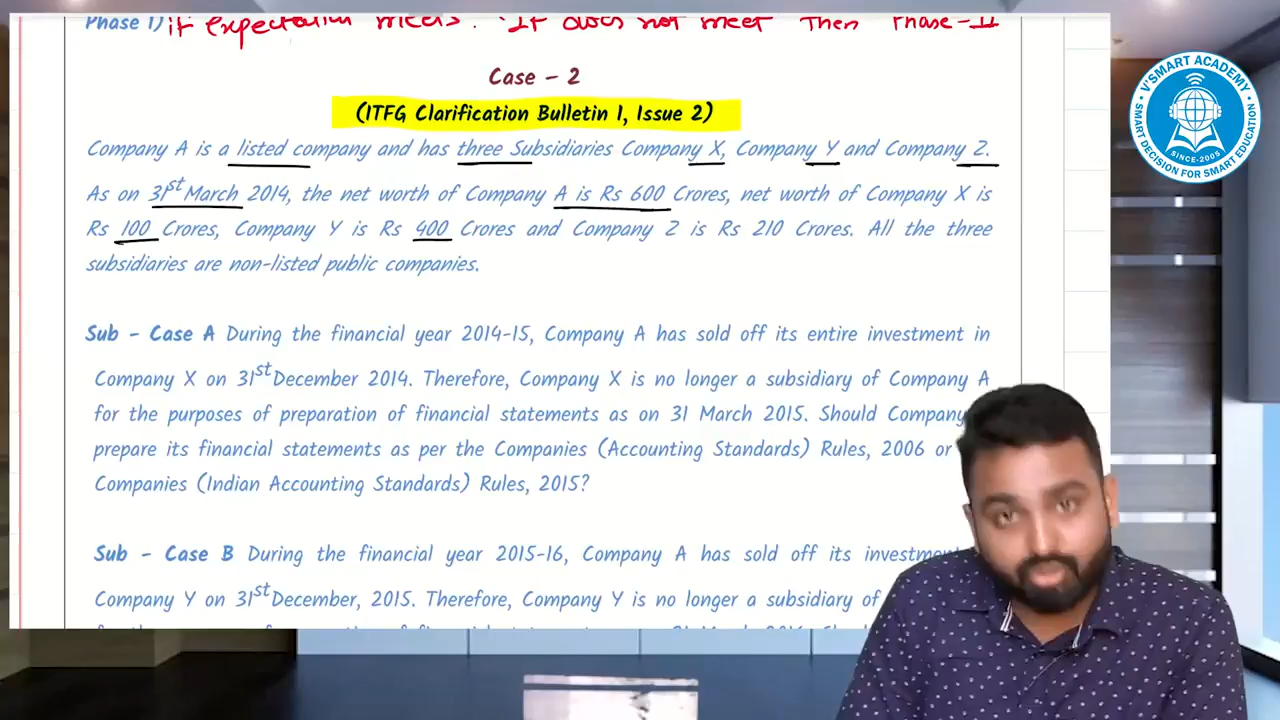 Phase 1) if expectation meets. If does not meet Then Phase-II
Case – 2
(ITFG Clarification Bulletin 1, Issue 2)
Company A is a listed company and has three Subsidiaries Company X, Company Y and Company Z.
As on 31st March 2014, the net worth of Company A is Rs 600 Crores, net worth of Company X is
Rs 100 Crores, Company Y is Rs 400 Crores and Company Z is Rs 210 Crores. All the three
subsidiaries are non-listed public companies.
Sub - Case A During the financial year 2014-15, Company A has sold off its entire investment in
Company X on 31st December 2014. Therefore, Company X is no longer a subsidiary of Company A
for the purposes of preparation of financial statements as on 31 March 2015. Should Company
prepare its financial statements as per the Companies (Accounting Standards) Rules, 2006 or
Companies (Indian Accounting Standards) Rules, 2015?
Sub - Case B During the financial year 2015-16, Company A has sold off its
Company Y on 31st December, 2015. Therefore, Company Y is no longer a subsidiary of
V'SMART ACADEMY
SINCE-2005
SMART DECISION FOR SMART EDUCATION